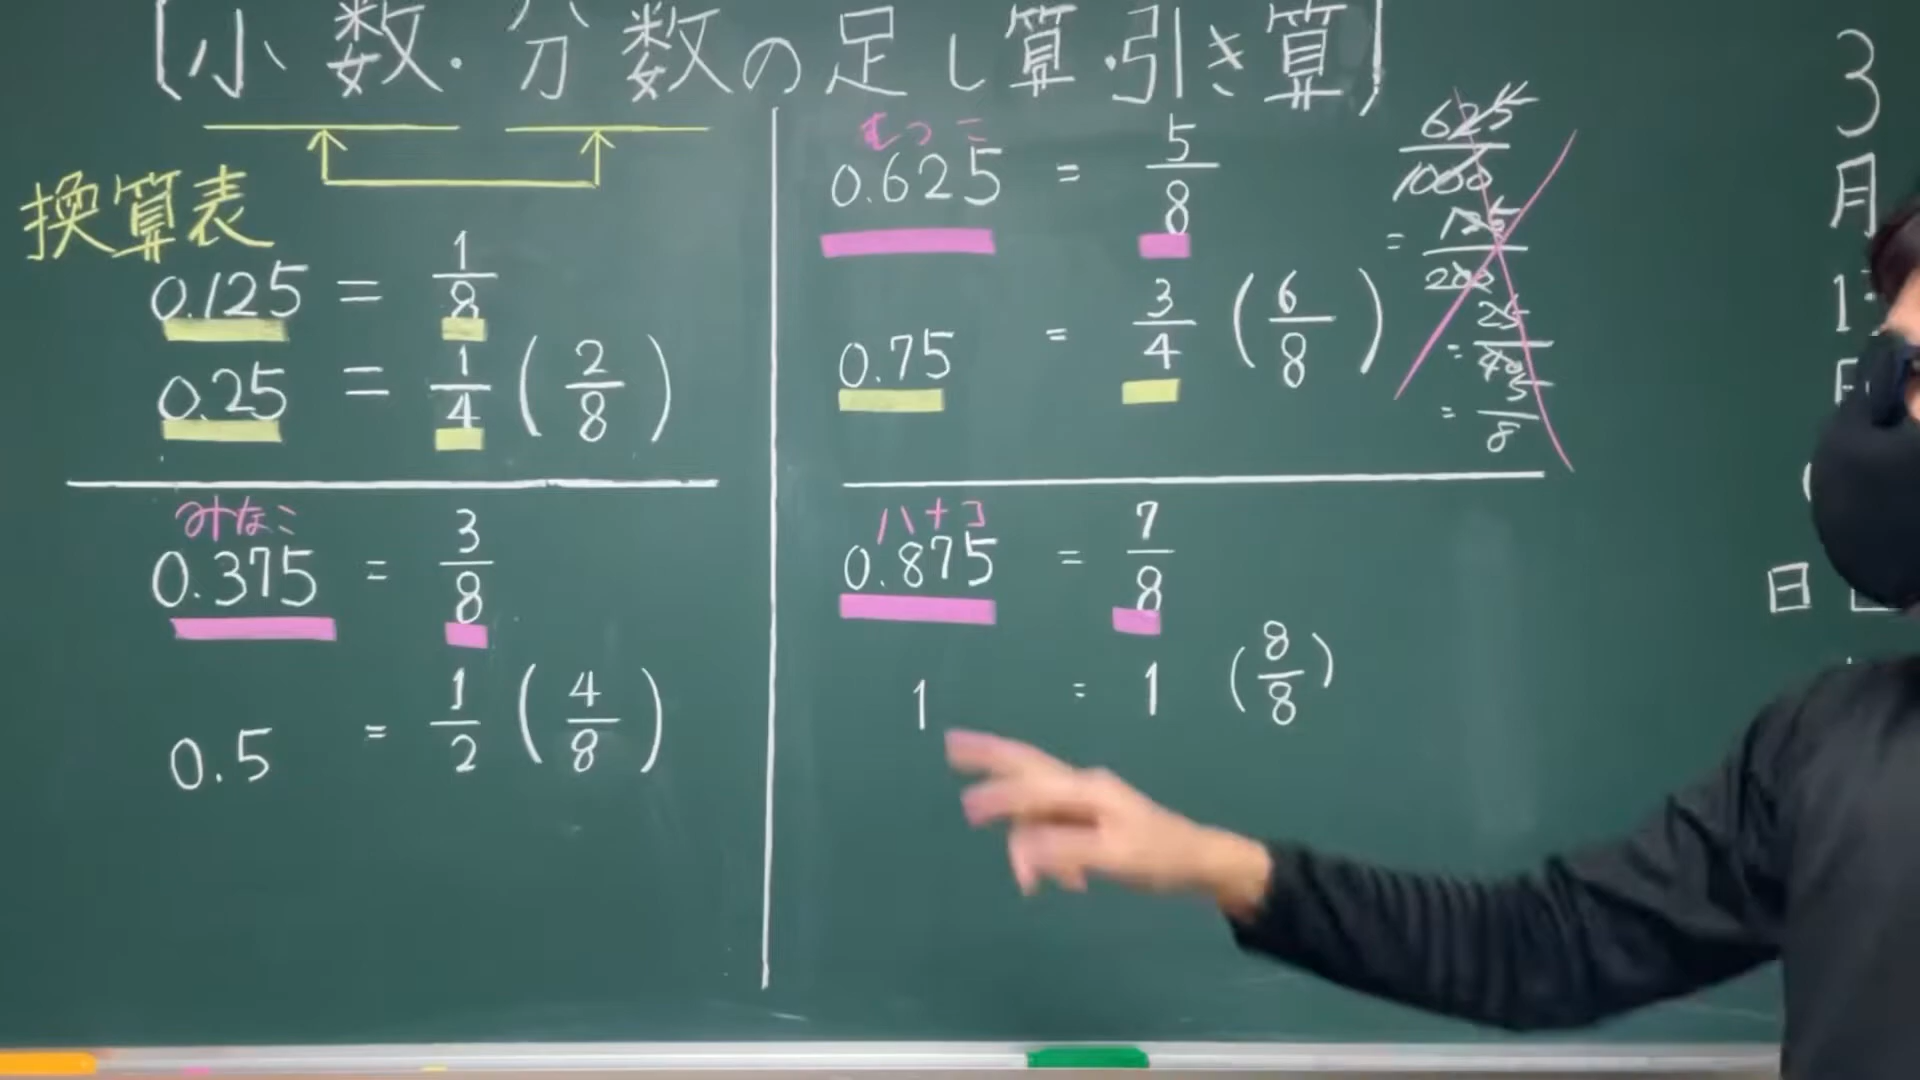 [小数・分数の足し算・引き算]
換算表
0.125 = 1/8
0.25 = 1/4 (2/8)
みなこ
0.375 = 3/8
0.5 = 1/2 (4/8)
むつこ
0.625 = 5/8
0.75 = 3/4 (6/8)
625/1000
= 125/200
= 25/40
= 5/8
ハナコ
0.875 = 7/8
1 = 1 (8/8)
3
月
日